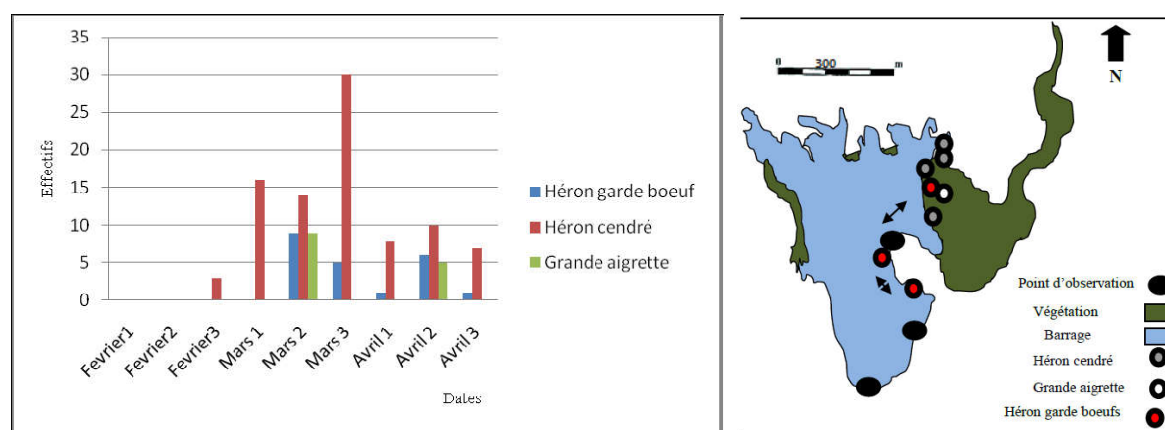 35
30
25
20
15
10
5
0
Effectifs
Fevrier1
Fevrier2
Fevrier3
Mars 1
Mars 2
Mars 3
Avril 1
Avril 2
Avril 3
Dates
Héron garde boeuf
Héron cendré
Grande aigrette
0 300 m
N
Point d'observation
Végétation
Barrage
Héron cendré
Grande aigrette
Héron garde boeufs